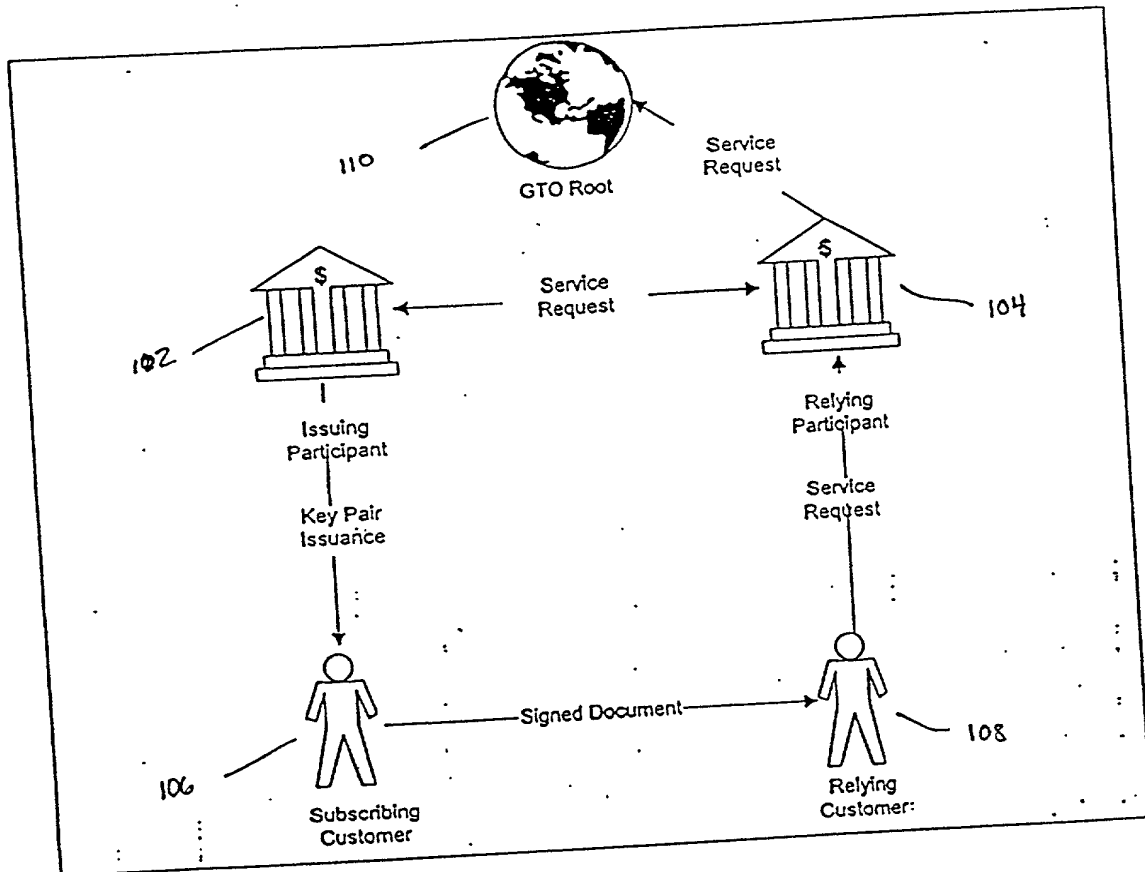 110
GTO Root
Service
Request
$
$
Service
Request
102
104
Issuing
Participant
Relying
Participant
Key Pair
Issuance
Service
Request
Signed Document
106
108
Subscribing
Customer
Relying
Customer